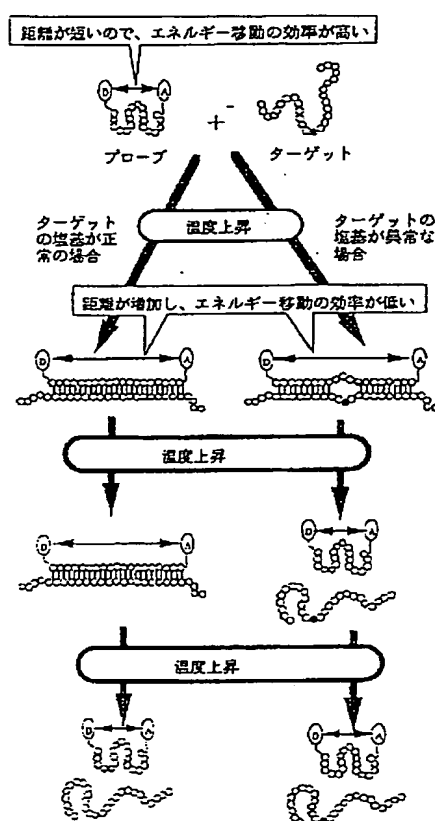 距離が短いので、エネルギー移動の効率が高い
D
A
+
-
プローブ
ターゲット
ターゲット
の塩基が正
常の場合
温度上昇
ターゲットの
塩基が異常な
場合
距離が増加し、エネルギー移動の効率が低い
D
A
D
A
温度上昇
D
A
D
A
温度上昇
D
A
D
A